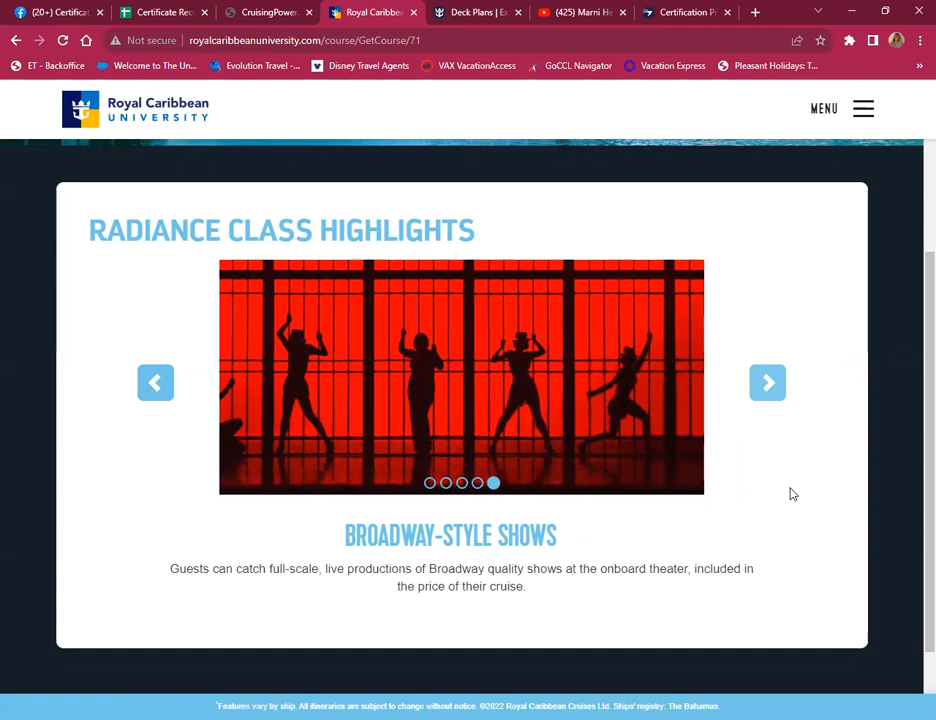 (20+) Certificat
Certificate Rec
CruisingPower.
Royal Caribbea
Deck Plans | E
(425) Marni He
Certification Pr
Not secure
royalcaribbeanuniversity.com/course/GetCourse/71
ET - Backoffice
Welcome to The Un...
Evolution Travel -...
Disney Travel Agents
VAX VacationAccess
GoCCL Navigator
Vacation Express
Pleasant Holidays: T...
»
Royal Caribbean
UNIVERSITY
MENU
RADIANCE CLASS HIGHLIGHTS
BROADWAY-STYLE SHOWS
Guests can catch full-scale, live productions of Broadway quality shows at the onboard theater, included in
the price of their cruise.
*Features vary by ship. All itineraries are subject to change without notice. ©2022 Royal Caribbean Cruises Ltd. Ships' registry: The Bahamas.